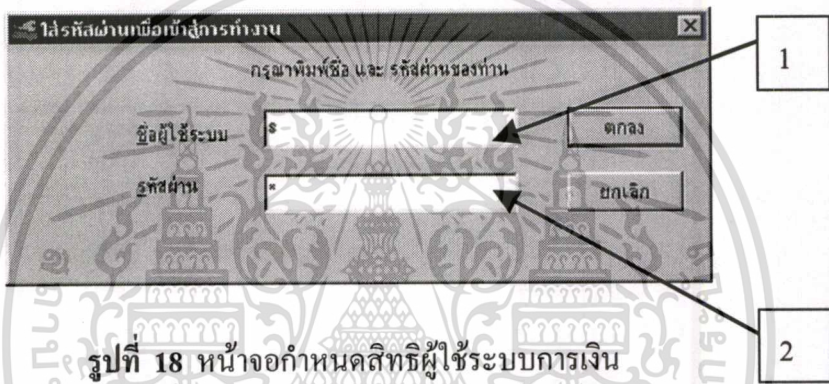 ใส่รหัสผ่านเพื่อเข้าสู่การทำงาน
กรุณาพิมพ์ชื่อ และ รหัสผ่านของท่าน
1
ชื่อผู้ใช้ระบบ
s
ตกลง
รหัสผ่าน
*
ยกเลิก
2
รูปที่ 18 หน้าจอกำหนดสิทธิผู้ใช้ระบบการเงิน